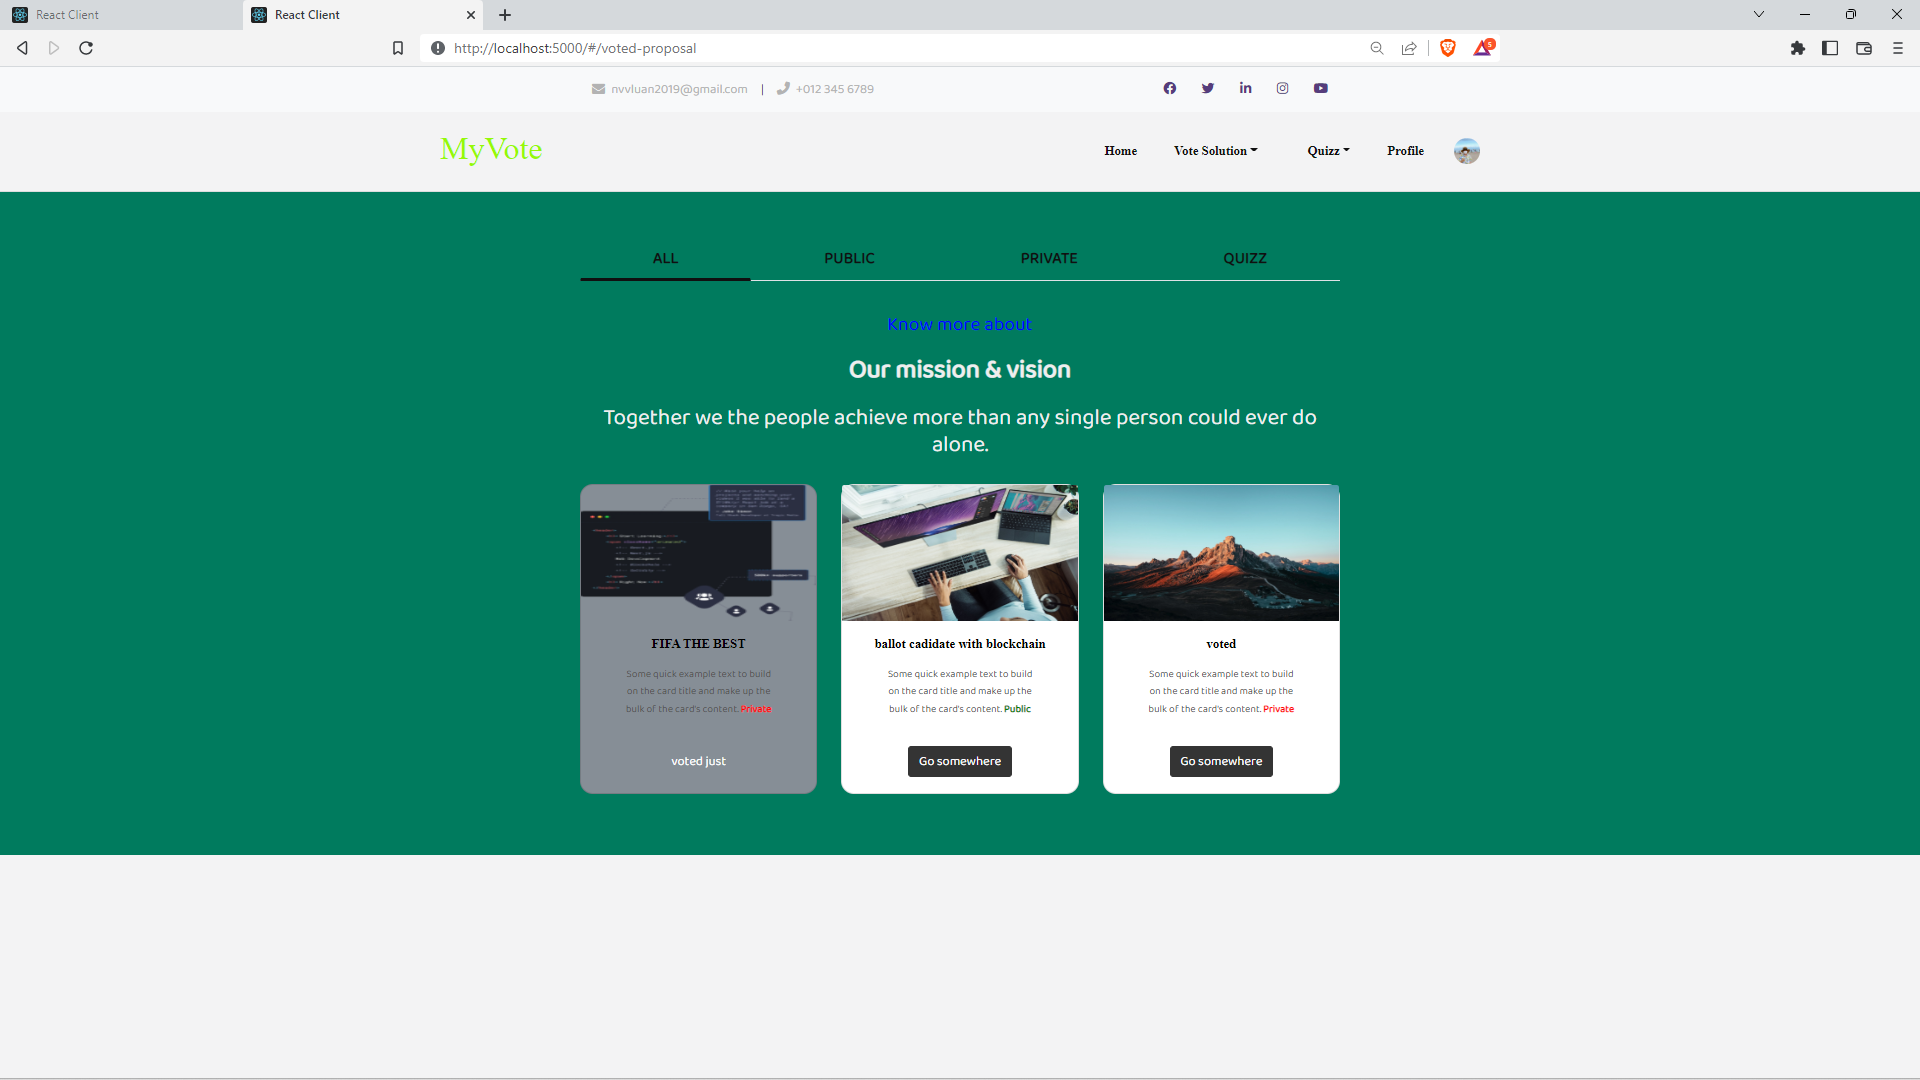 React Client
React Client
http://localhost:5000/#/voted-proposal
5
nvvluan2019@gmail.com | +012 345 6789
MyVote
Home
Vote Solution
Quizz
Profile
ALL
PUBLIC
PRIVATE
QUIZZ
Know more about
Our mission & vision
Together we the people achieve more than any single person could ever do
alone.
FIFA THE BEST
Some quick example text to build
on the card title and make up the
bulk of the card's content. Private
voted just
ballot cadidate with blockchain
Some quick example text to build
on the card title and make up the
bulk of the card's content. Public
Go somewhere
voted
Some quick example text to build
on the card title and make up the
bulk of the card's content. Private
Go somewhere